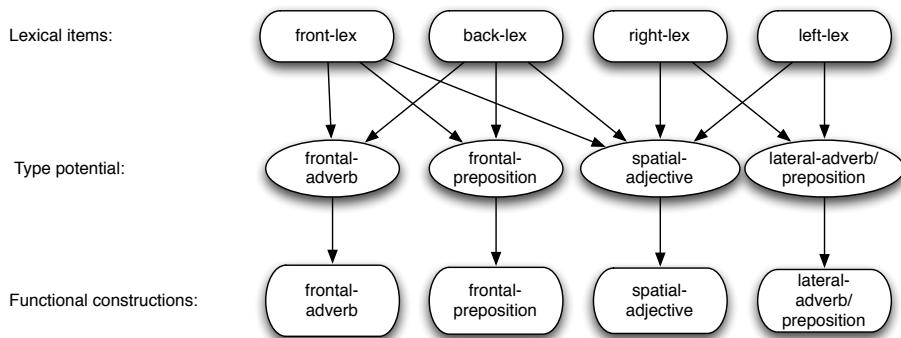 Lexical items:
front-lex
back-lex
right-lex
left-lex
Type potential:
frontal-
adverb
frontal-
preposition
spatial-
adjective
lateral-adverb/
preposition
Functional constructions:
frontal-
adverb
frontal-
preposition
spatial-
adjective
lateral-
adverb/
preposition